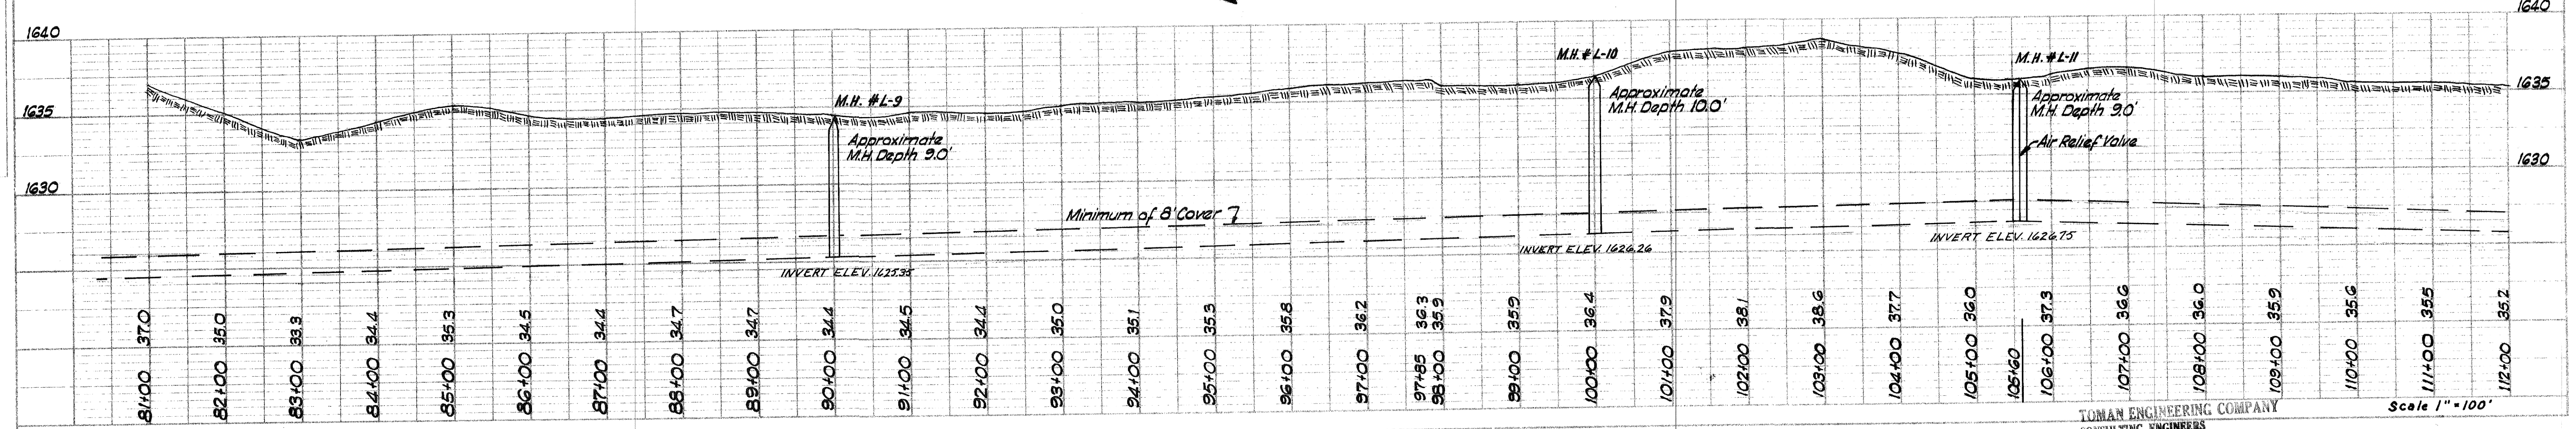 1640
1640
M.H. # L-10
M.H. # L-11
1635
1635
M.H. # L-9
Approximate
M.H. Depth 10.0'
Approximate
M.H. Depth 9.0'
Approximate
M.H. Depth 9.0'
Air Relief Valve
1630
1630
Minimum of 8' Cover
INVERT ELEV. 1625.35
INVERT ELEV. 1626.26
INVERT ELEV. 1626.75
81+00 37.0
82+00 35.0
83+00 33.3
84+00 34.4
85+00 35.3
86+00 34.5
87+00 34.4
88+00 34.7
89+00 34.7
90+00 34.4
91+00 34.5
92+00 34.4
93+00 35.0
94+00 35.1
95+00 35.3
96+00 35.8
97+00 36.2
97+85 36.3
98+00 35.9
99+00 35.9
100+00 36.4
101+00 37.9
102+00 38.1
103+00 38.6
104+00 37.7
105+00 36.0
105+60
106+00 37.3
107+00 36.6
108+00 36.0
109+00 35.9
110+00 35.6
111+00 35.5
112+00 35.2
TOMAN ENGINEERING COMPANY
CONSULTING ENGINEERS
Scale 1" = 100'